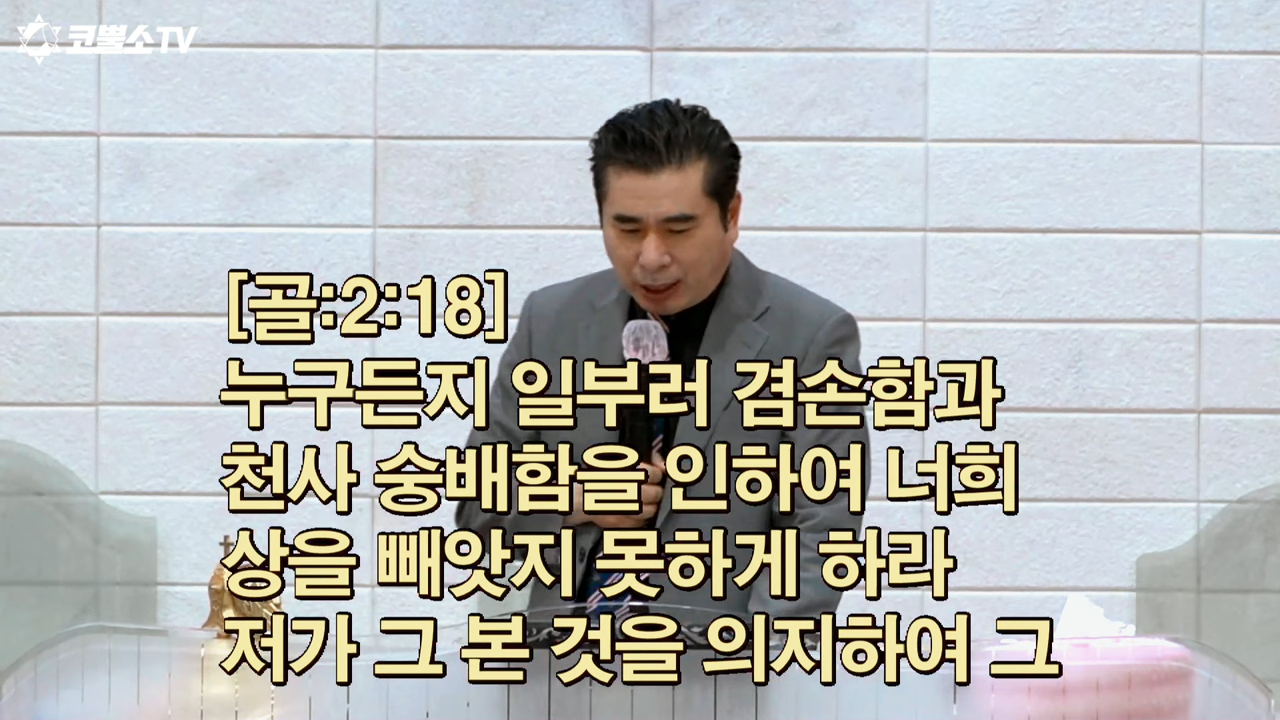 코뿔소TV
[골:2:18]
누구든지 일부러 겸손함과
천사 숭배함을 인하여 너희
상을 빼앗지 못하게 하라
저가 그 본 것을 의지하여 그